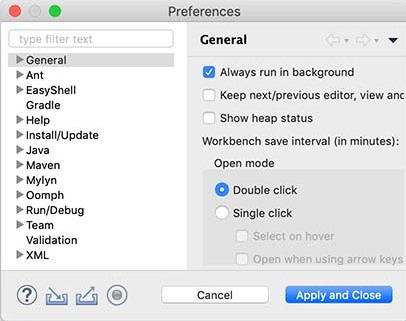 Preferences
type filter text
General
Ant
EasyShell
Gradle
Help
Install/Update
Java
Maven
Mylyn
Oomph
Run/Debug
Team
Validation
XML
General
Always run in background
Keep next/previous editor, view and
Show heap status
Workbench save interval (in minutes):
Open mode
Double click
Single click
Select on hover
Open when using arrow keys
?
Cancel
Apply and Close